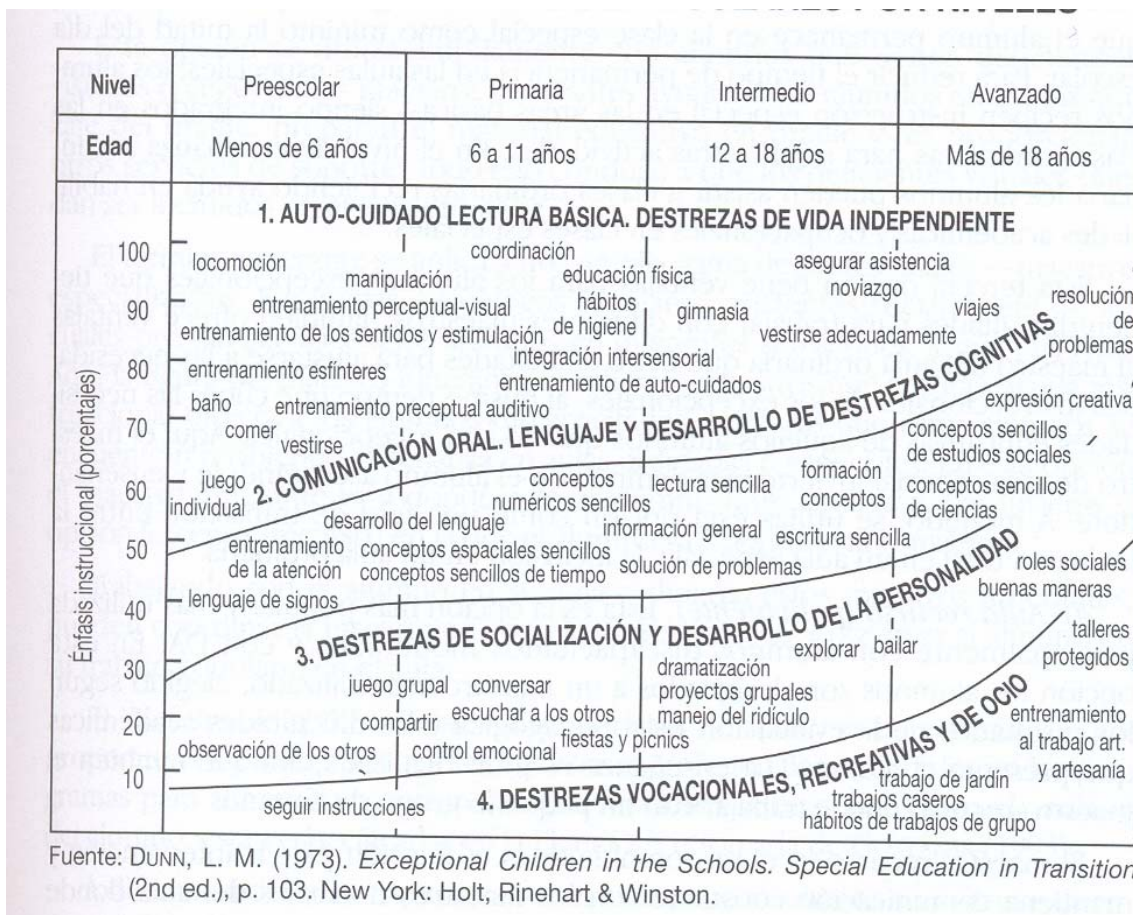 Nivel Preescolar Primaria Intermedio Avanzado
Edad Menos de 6 años 6 a 11 años 12 a 18 años Más de 18 años
Enfasis instruccional (porcentajes)
100
90
80
70
60
50
40
30
20
10
1. AUTO-CUIDADO LECTURA BÁSICA. DESTREZAS DE VIDA INDEPENDIENTE
locomoción
manipulación
coordinación
educación física
asegurar asistencia
entrenamiento perceptual-visual
hábitos
de higiene
gimnasia
noviazgo
viajes
resolución
de
problemas
entrenamiento de los sentidos y estimulación
vestirse adecuadamente
integración intersensorial
entrenamiento esfínteres
entrenamiento de auto-cuidados
baño
entrenamiento preceptual auditivo
comer
vestirse
expresión creativa
2. COMUNICACIÓN ORAL. LENGUAJE Y DESARROLLO DE DESTREZAS COGNITIVAS
conceptos sencillos
de estudios sociales
juego
individual
conceptos
numéricos sencillos
lectura sencilla
formación
conceptos
conceptos sencillos
de ciencias
desarrollo del lenguaje
información general
escritura sencilla
entrenamiento
de la atención
conceptos espaciales sencillos
conceptos sencillos de tiempo
solución de problemas
roles sociales
buenas maneras
lenguaje de signos
3. DESTREZAS DE SOCIALIZACIÓN Y DESARROLLO DE LA PERSONALIDAD
explorar
bailar
talleres
protegidos
juego grupal
conversar
dramatización
proyectos grupales
manejo del ridículo
compartir
escuchar a los otros
entrenamiento
al trabajo art.
y artesanía
observación de los otros
control emocional
fiestas y picnics
seguir instrucciones
4. DESTREZAS VOCACIONALES, RECREATIVAS Y DE OCIO
trabajo de jardín
trabajos caseros
hábitos de trabajos de grupo
Fuente: DUNN, L. M. (1973). Exceptional Children in the Schools. Special Education in Transition
(2nd ed.), p. 103. New York: Holt, Rinehart & Winston.